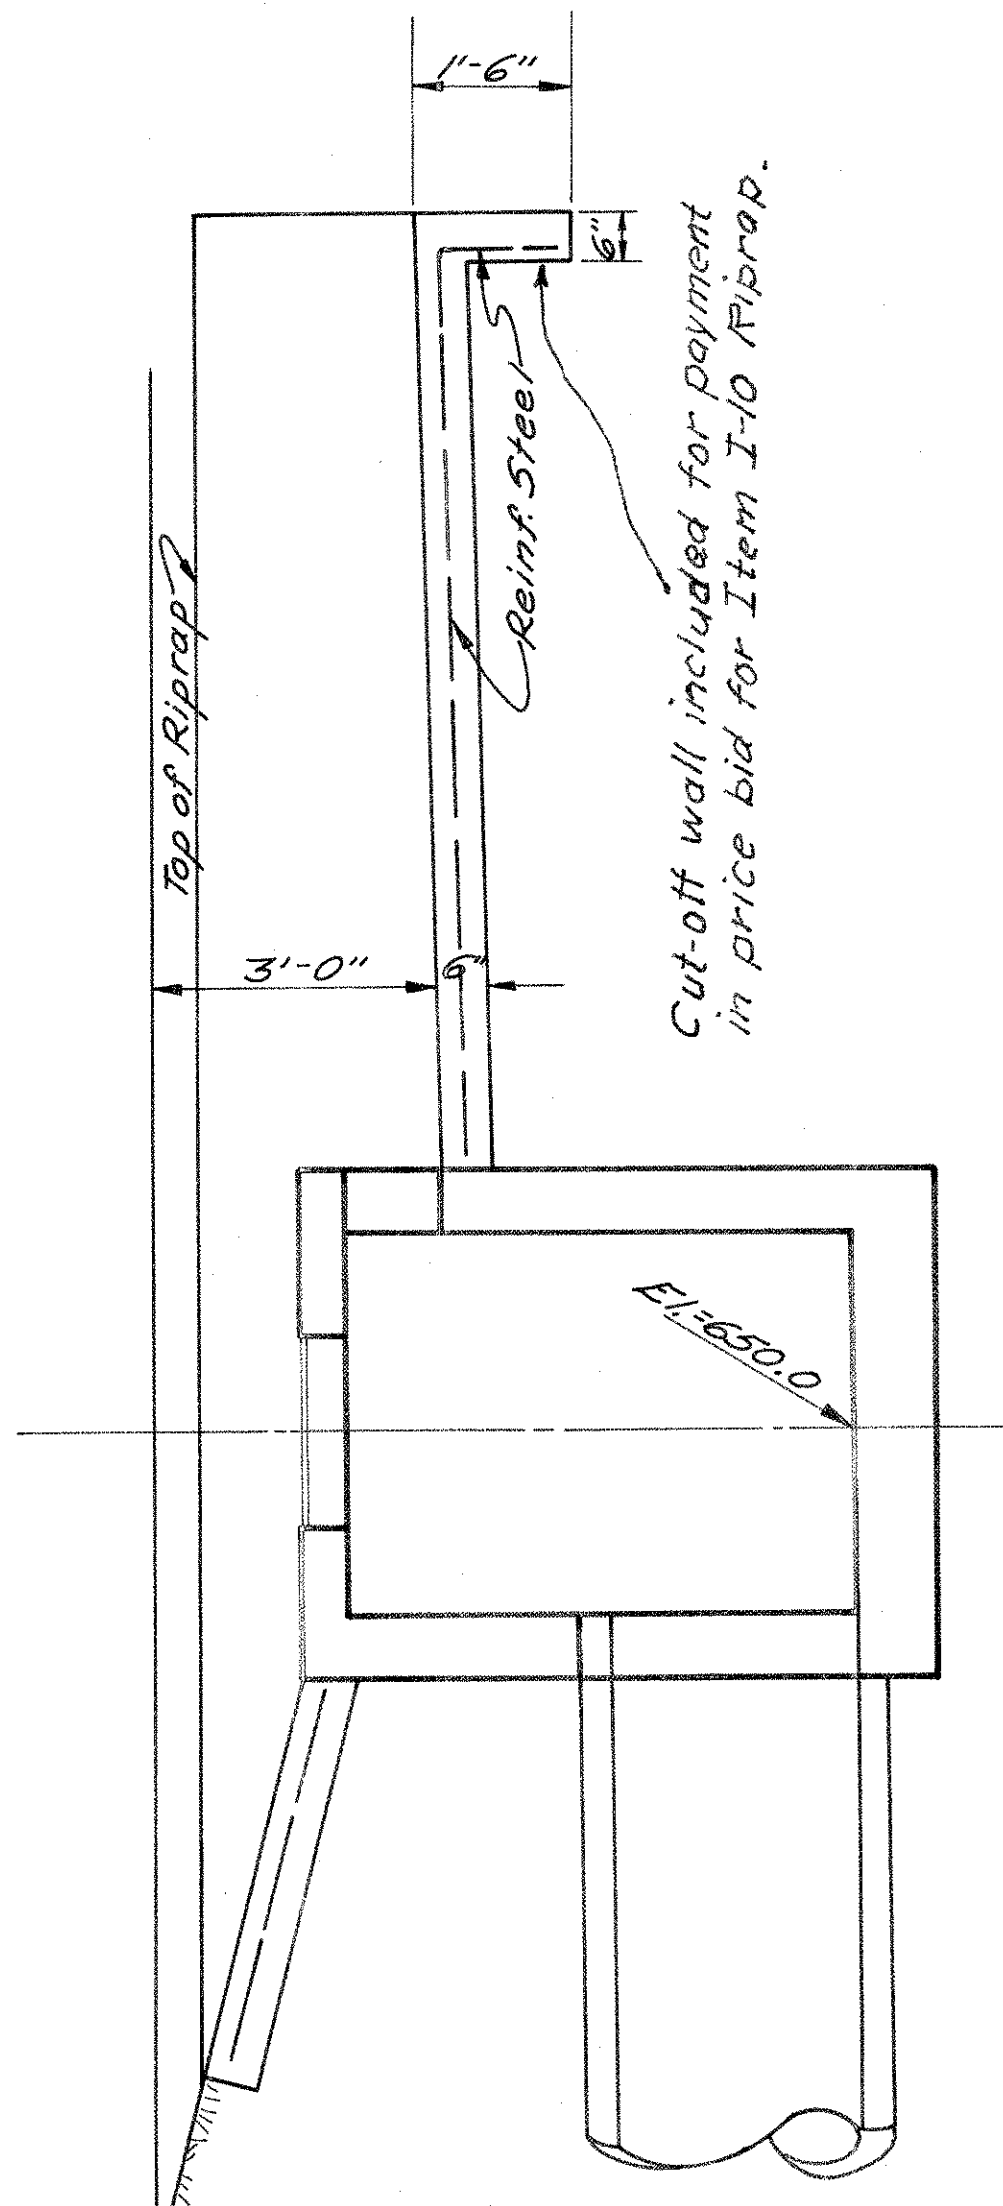 1'-6"
6"
Top of Riprap
Reinf. Steel
Cut-off wall included for payment
in price bid for Item I-10 Riprap.
3'-0"
6"
El.=650.0